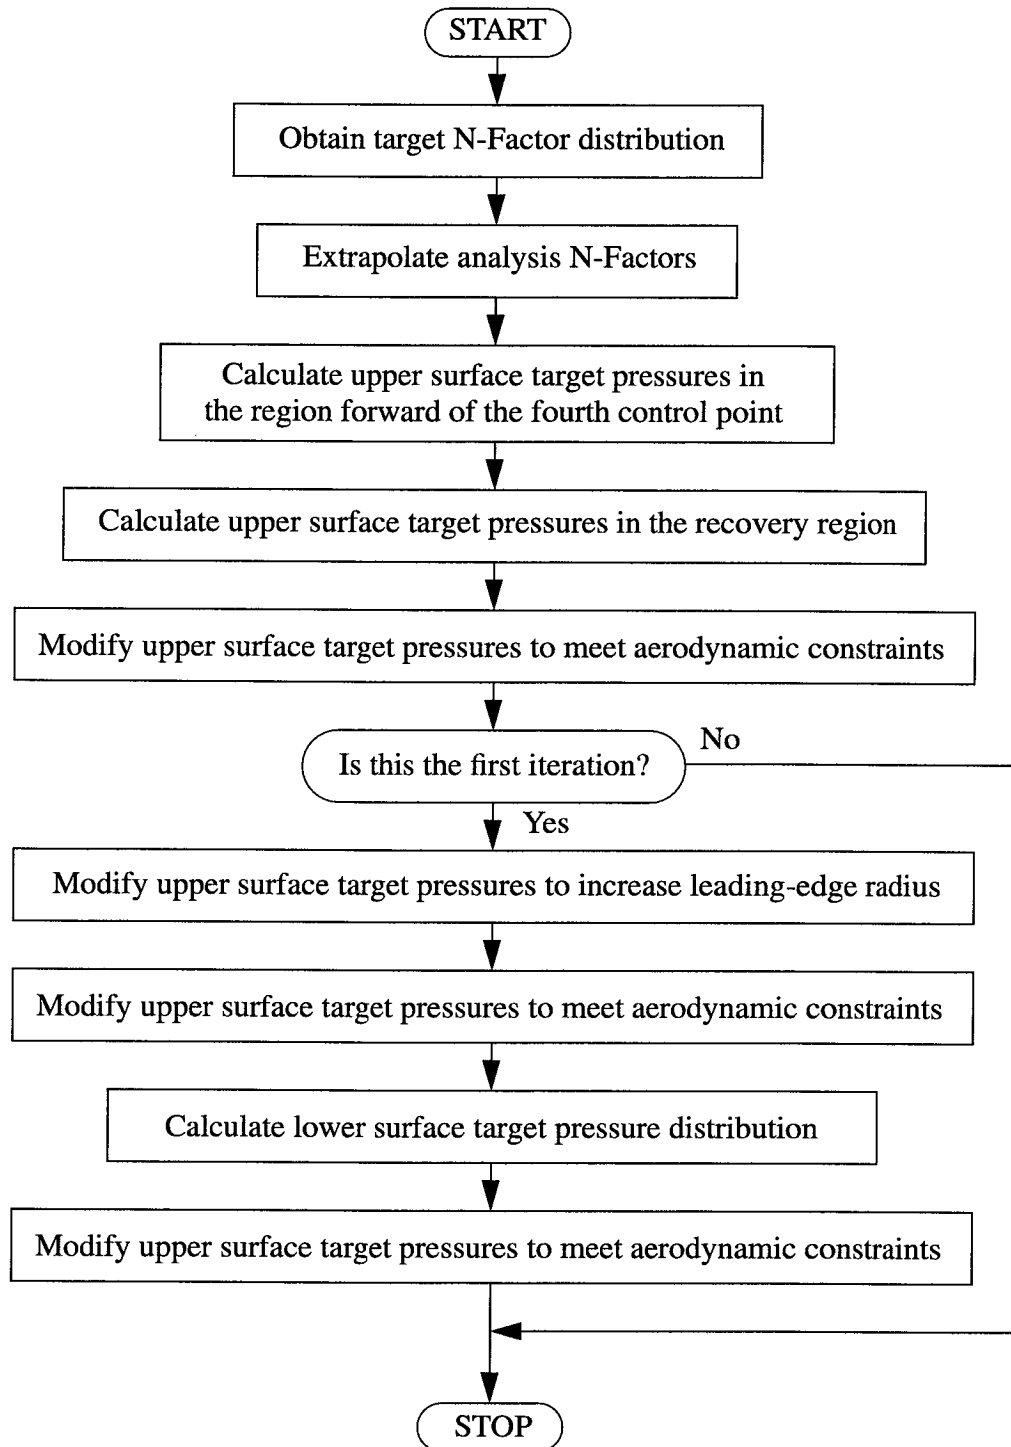 START
Obtain target N-Factor distribution
Extrapolate analysis N-Factors
Calculate upper surface target pressures in
the region forward of the fourth control point
Calculate upper surface target pressures in the recovery region
Modify upper surface target pressures to meet aerodynamic constraints
Is this the first iteration?
No
Yes
Modify upper surface target pressures to increase leading-edge radius
Modify upper surface target pressures to meet aerodynamic constraints
Calculate lower surface target pressure distribution
Modify upper surface target pressures to meet aerodynamic constraints
STOP